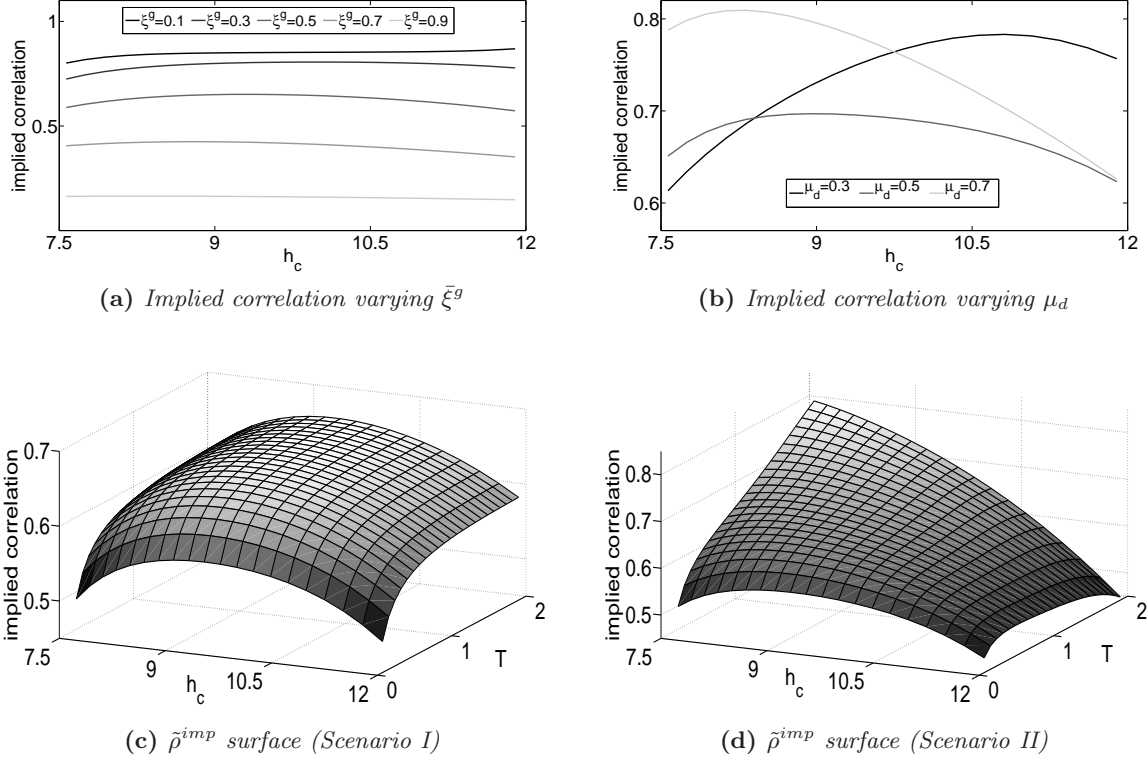 1
0.5
implied correlation
ξ^g=0.1 ξ^g=0.3 ξ^g=0.5 ξ^g=0.7 ξ^g=0.9
7.5 9 10.5 12
h_c
(a) Implied correlation varying ξ̄^g
0.8
0.7
0.6
implied correlation
μ_d=0.3 μ_d=0.5 μ_d=0.7
7.5 9 10.5 12
h_c
(b) Implied correlation varying μ_d
0.7
0.6
0.5
implied correlation
7.5 9 10.5 12
h_c
0 1 2
T
(c) ρ̃^{imp} surface (Scenario I)
0.8
0.7
0.6
0.5
implied correlation
7.5 9 10.5 12
h_c
0 1 2
T
(d) ρ̃^{imp} surface (Scenario II)